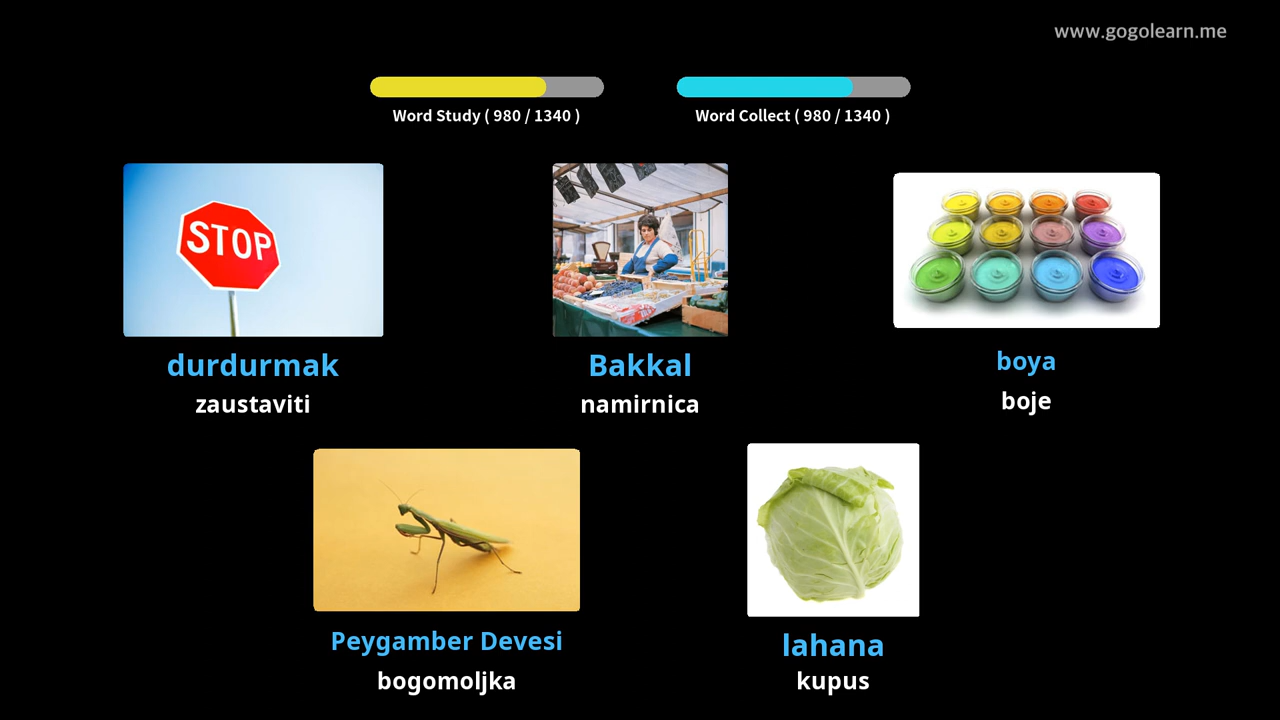 www.gogolearn.me
Word Study ( 980 / 1340 )
Word Collect ( 980 / 1340 )
STOP
durdurmak
zaustaviti
Bakkal
namirnica
boya
boje
Peygamber Devesi
bogomoljka
lahana
kupus